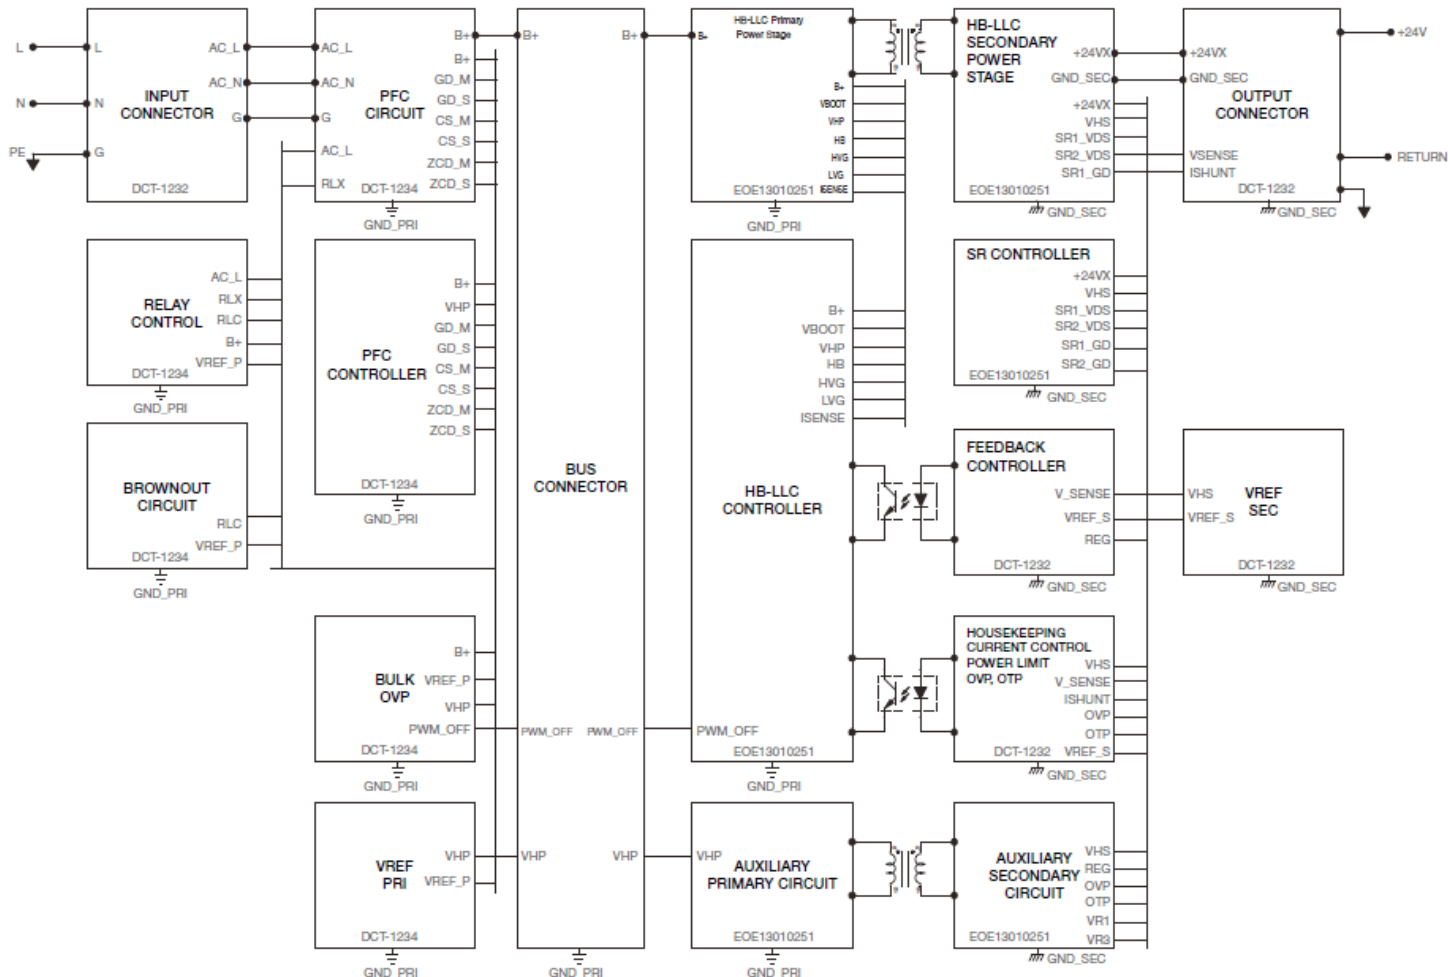 L
N
PE
L
N
G
AC_L
AC_N
G
INPUT
CONNECTOR
DCT-1232
AC_L
AC_N
G
AC_L
RLX
PFC
CIRCUIT
B+
B+
GD_M
GD_S
CS_M
CS_S
ZCD_M
ZCD_S
DCT-1234
GND_PRI
B+
B+
BUS
CONNECTOR
PWM_OFF
PWM_OFF
VHP
VHP
GND_PRI
HB-LLC Primary
Power Stage
B+
B+
VBOOT
VHP
HB
HVG
LVG
ISENSE
EOE13010251
GND_PRI
HB-LLC
SECONDARY
POWER
STAGE
+24VX
GND_SEC
+24VX
VHS
SR1_VDS
SR2_VDS
SR1_GD
EOE13010251
GND_SEC
+24VX
GND_SEC
OUTPUT
CONNECTOR
VSENSE
ISHUNT
DCT-1232
GND_SEC
+24V
RETURN
RELAY
CONTROL
AC_L
RLX
RLC
B+
VREF_P
DCT-1234
GND_PRI
PFC
CONTROLLER
B+
VHP
GD_M
GD_S
CS_M
CS_S
ZCD_M
ZCD_S
DCT-1234
GND_PRI
HB-LLC
CONTROLLER
B+
VBOOT
VHP
HB
HVG
LVG
ISENSE
PWM_OFF
EOE13010251
GND_PRI
SR CONTROLLER
+24VX
VHS
SR1_VDS
SR2_VDS
SR1_GD
SR2_GD
EOE13010251
GND_SEC
BROWNOUT
CIRCUIT
RLC
VREF_P
DCT-1234
GND_PRI
FEEDBACK
CONTROLLER
V_SENSE
VREF_S
REG
DCT-1232
GND_SEC
VHS
VREF_S
VREF
SEC
DCT-1232
GND_SEC
BULK
OVP
B+
VREF_P
VHP
PWM_OFF
DCT-1234
GND_PRI
HOUSEKEEPING
CURRENT CONTROL
POWER LIMIT
OVP, OTP
VHS
V_SENSE
ISHUNT
OVP
OTP
VREF_S
DCT-1232
GND_SEC
VREF
PRI
VHP
VREF_P
DCT-1234
GND_PRI
VHP
AUXILIARY
PRIMARY CIRCUIT
EOE13010251
GND_PRI
AUXILIARY
SECONDARY
CIRCUIT
VHS
REG
OVP
OTP
VR1
VR3
EOE13010251
GND_SEC